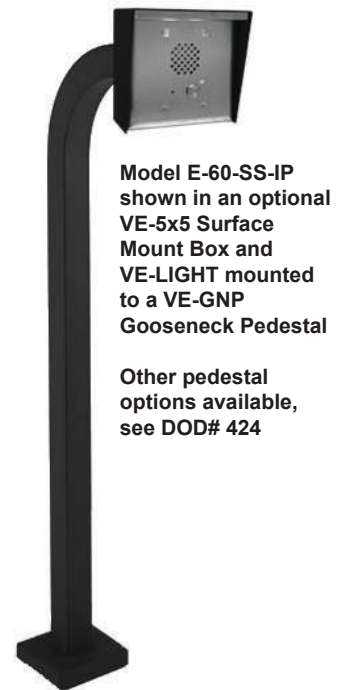 Model E-60-SS-IP
shown in an optional
VE-5x5 Surface
Mount Box and
VE-LIGHT mounted
to a VE-GNP
Gooseneck Pedestal
Other pedestal
options available,
see DOD# 424